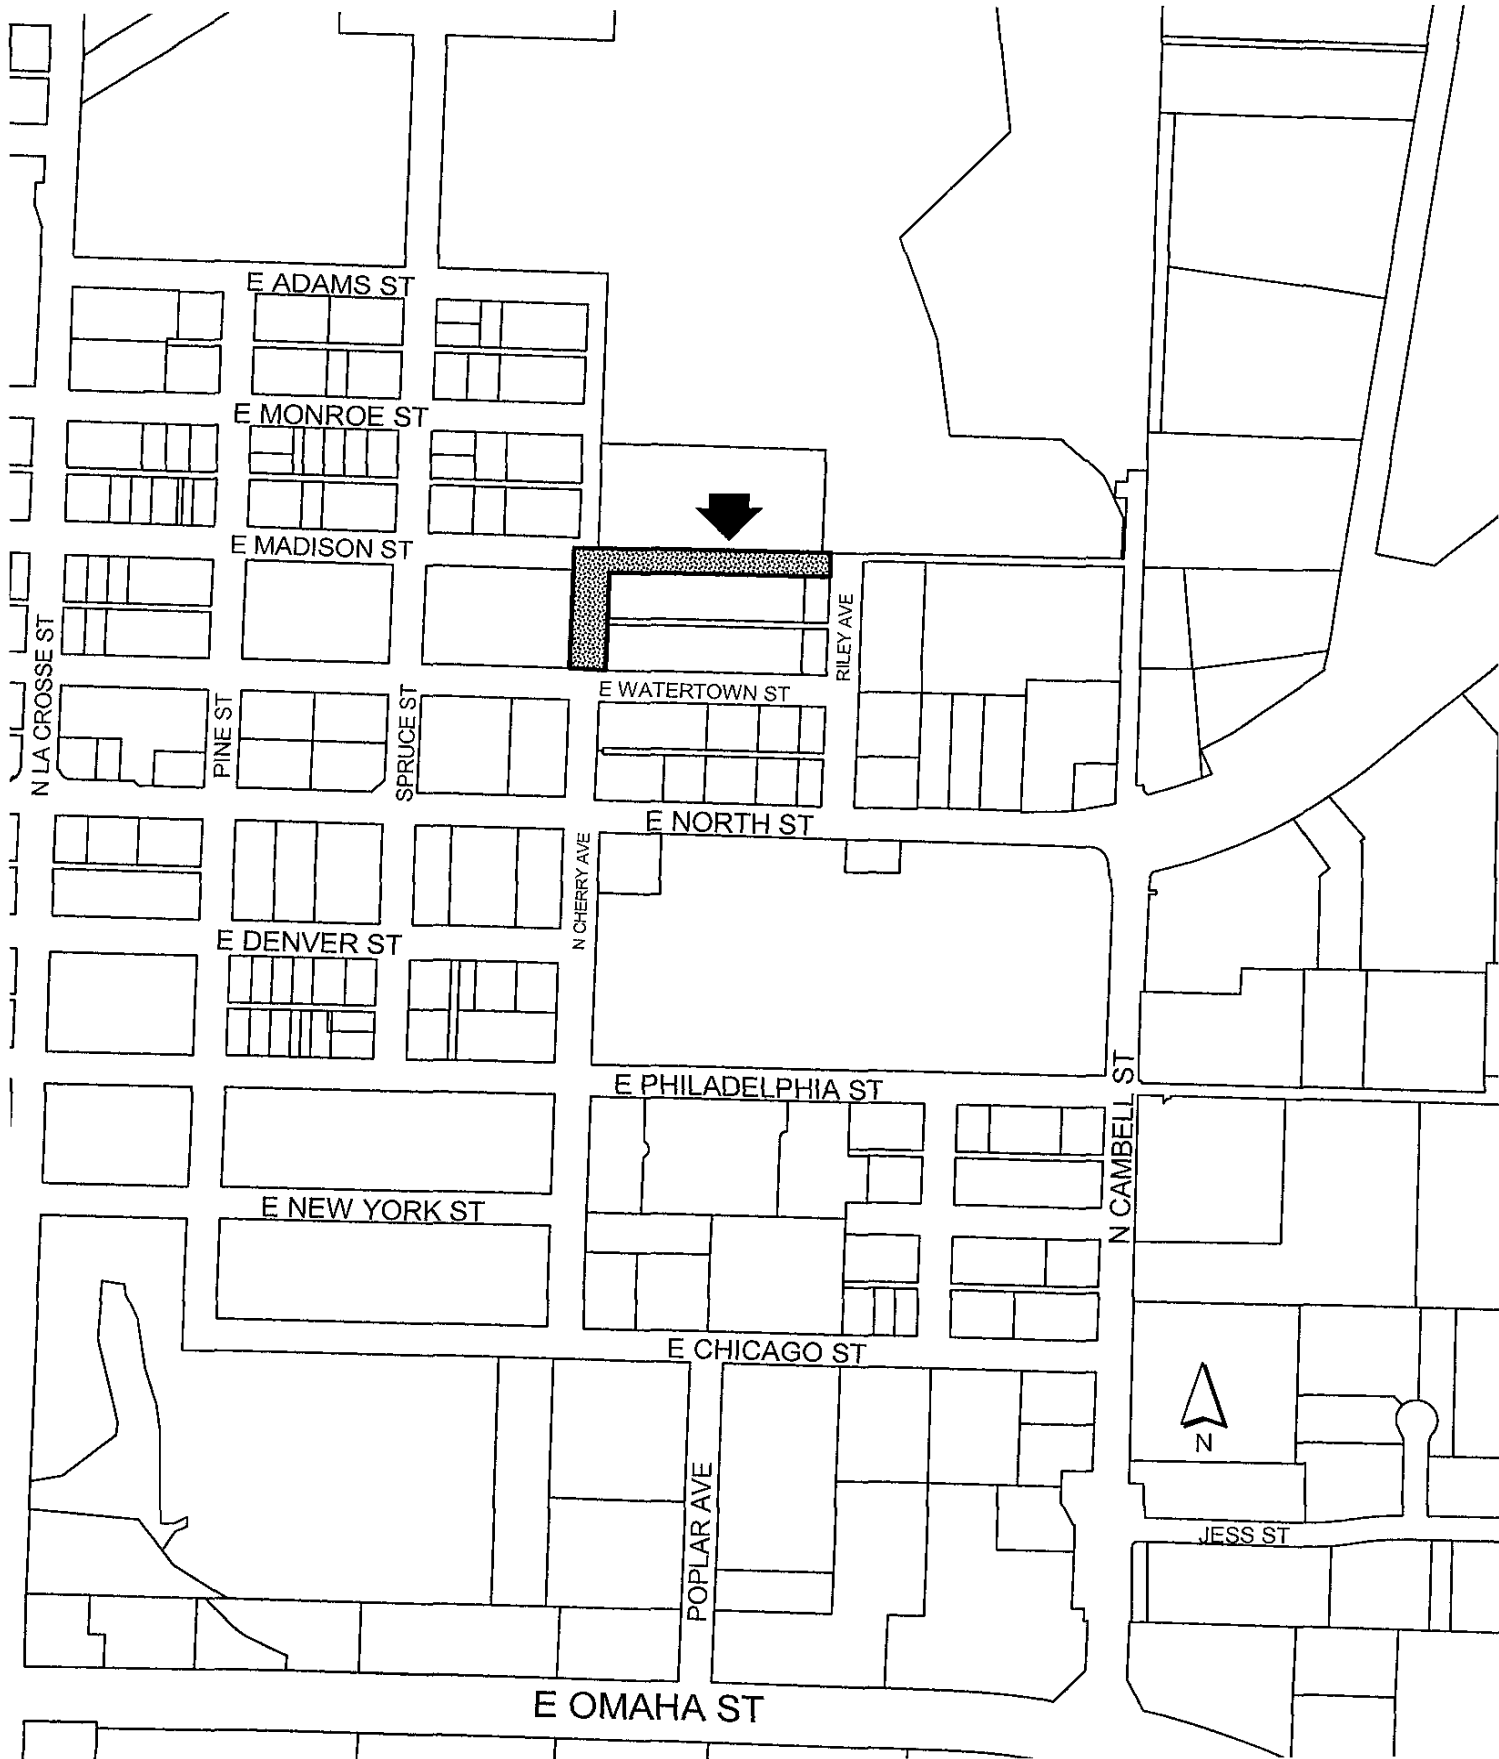 E ADAMS ST
E MONROE ST
E MADISON ST
N LA CROSSE ST
PINE ST
SPRUCE ST
RILEY AVE
E WATERTOWN ST
E NORTH ST
N CHERRY AVE
E DENVER ST
E PHILADELPHIA ST
N CAMBELL ST
E NEW YORK ST
E CHICAGO ST
N
POPLAR AVE
JESS ST
E OMAHA ST